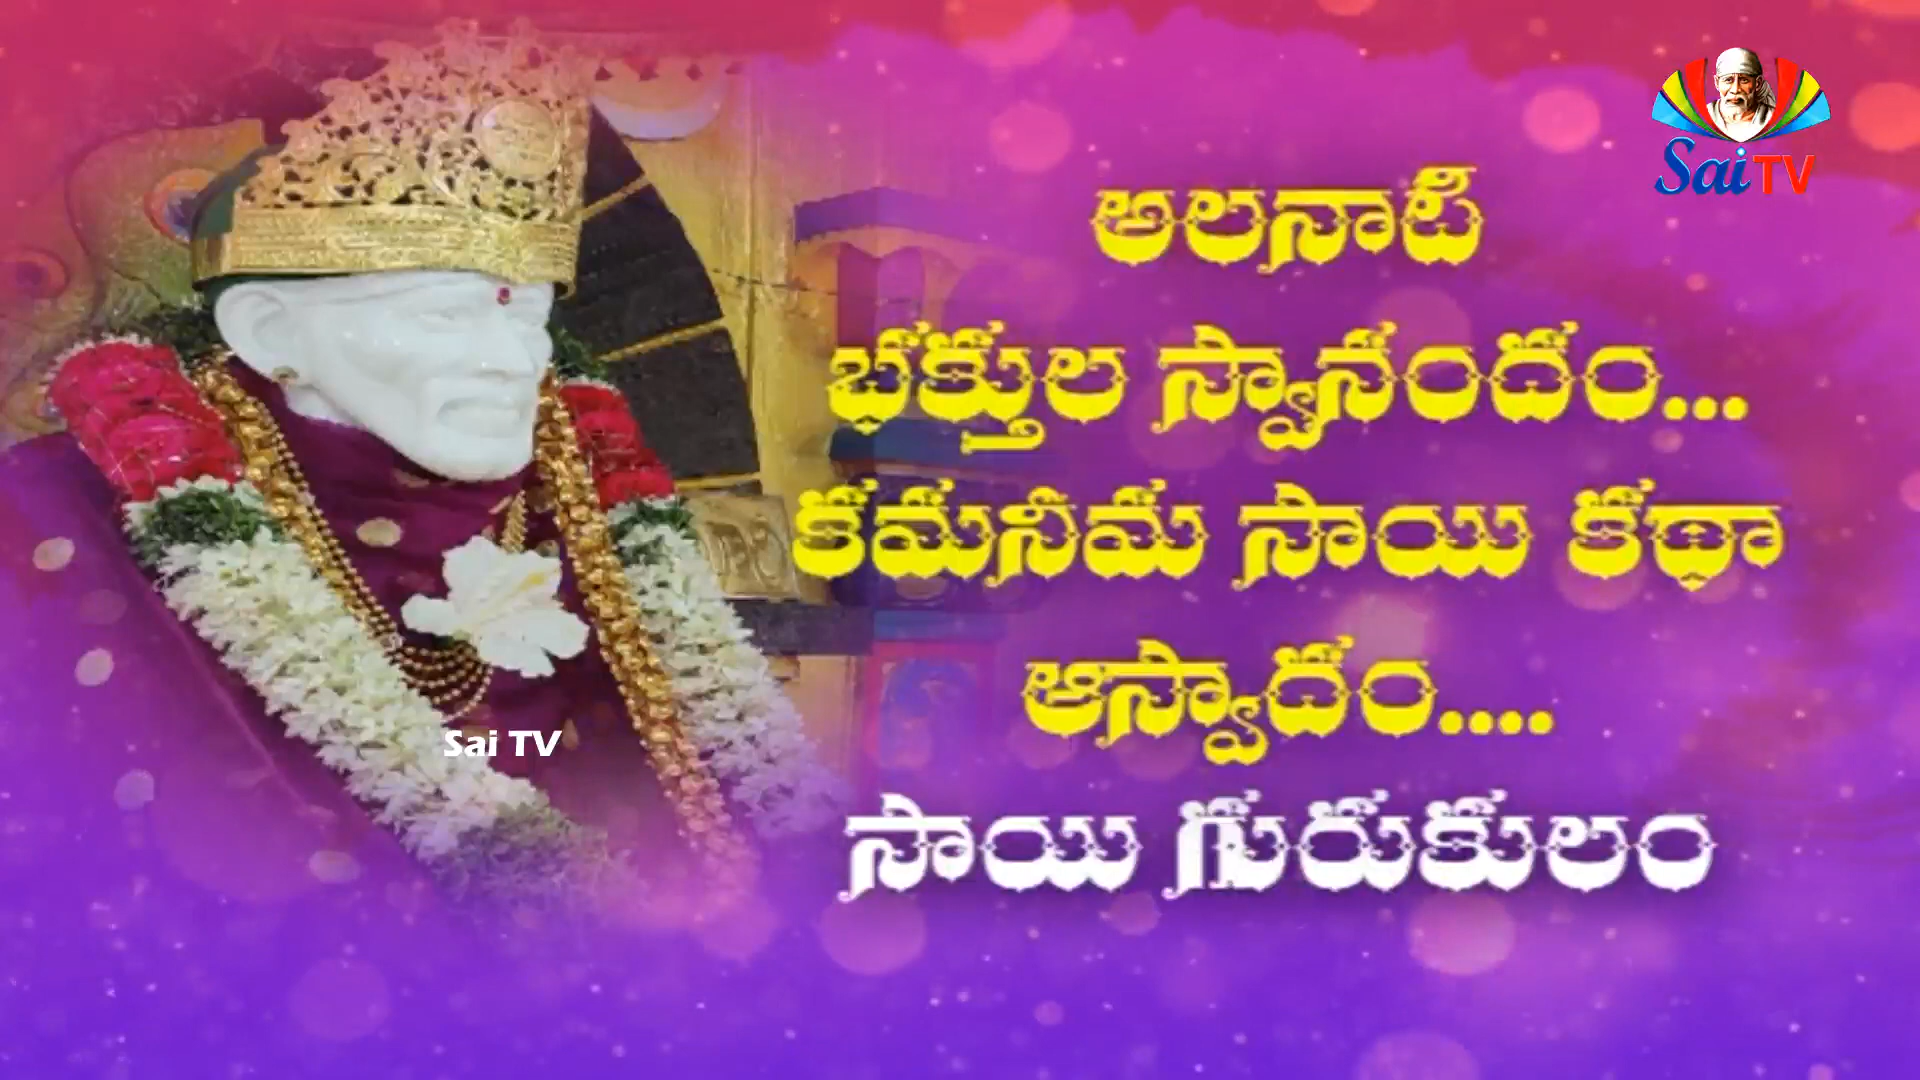 Sai TV
అలనాటి
భక్తుల స్వానందం...
కమనీమ సాయి కథా
ఆస్వాదం....
Sai TV
సాయి గురుకులం